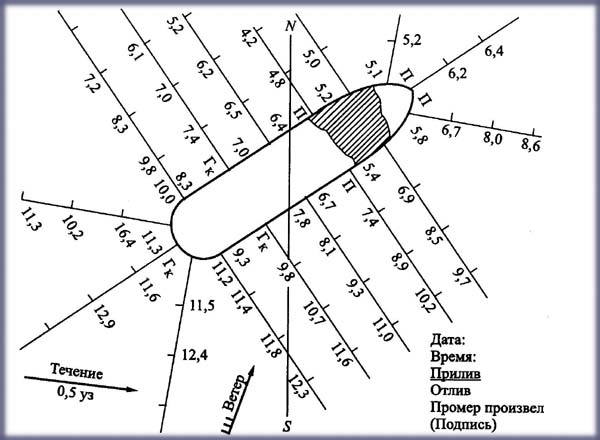 N
5,2
6,1
7,2
6,2
7,0
8,3
6,5
7,4
9,8
4,2
4,8
5,2
5,0
5,1
5,2
6,4
6,2
П
П
П
6,4
7,0
8,3
10,0
Гк
5,8
6,7
8,0
8,6
5,4
6,9
8,5
9,7
П
7,4
8,9
10,2
6,7
7,8
8,1
9,3
11,0
Гк
9,3
9,8
10,7
11,6
11,2
11,4
11,8
12,3
11,3
10,2
16,4
11,3
Гк
11,6
12,9
11,5
12,4
S
Течение
0,5 уз
Ветер
Дата:
Время:
Прилив
Отлив
Промер произвел
(Подпись)